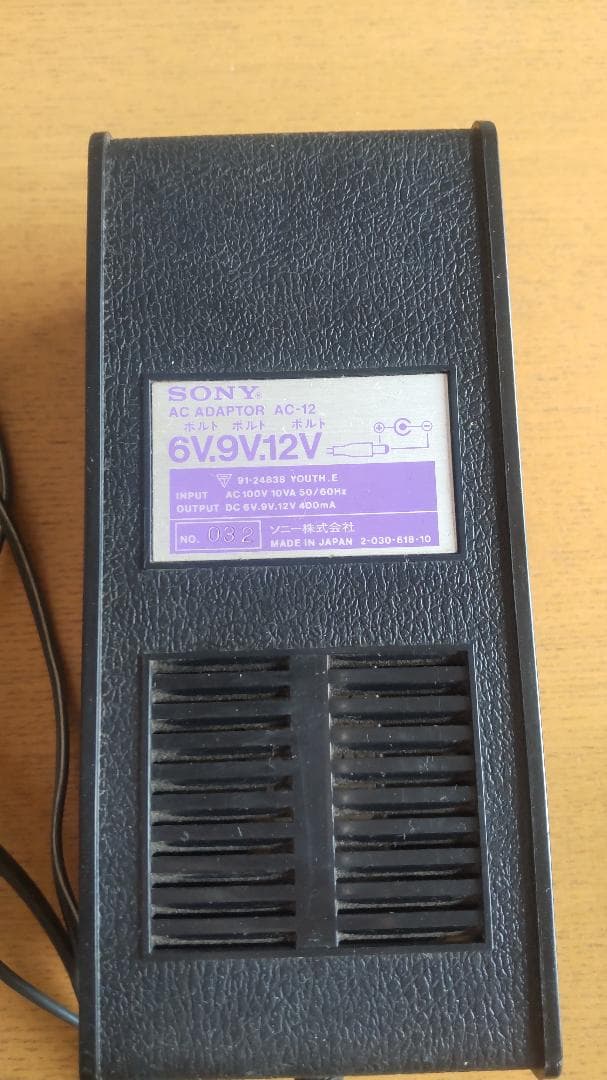 SONY®
AC ADAPTOR AC-12
ボルト ボルト ボルト
6V.9V.12V
⊕ ⊖
91-24838 YOUTH.E
INPUT AC 100V 10VA 50/60Hz
OUTPUT DC 6V.9V.12V 400mA
NO. 032 ソニー株式会社
MADE IN JAPAN 2-030-618-10